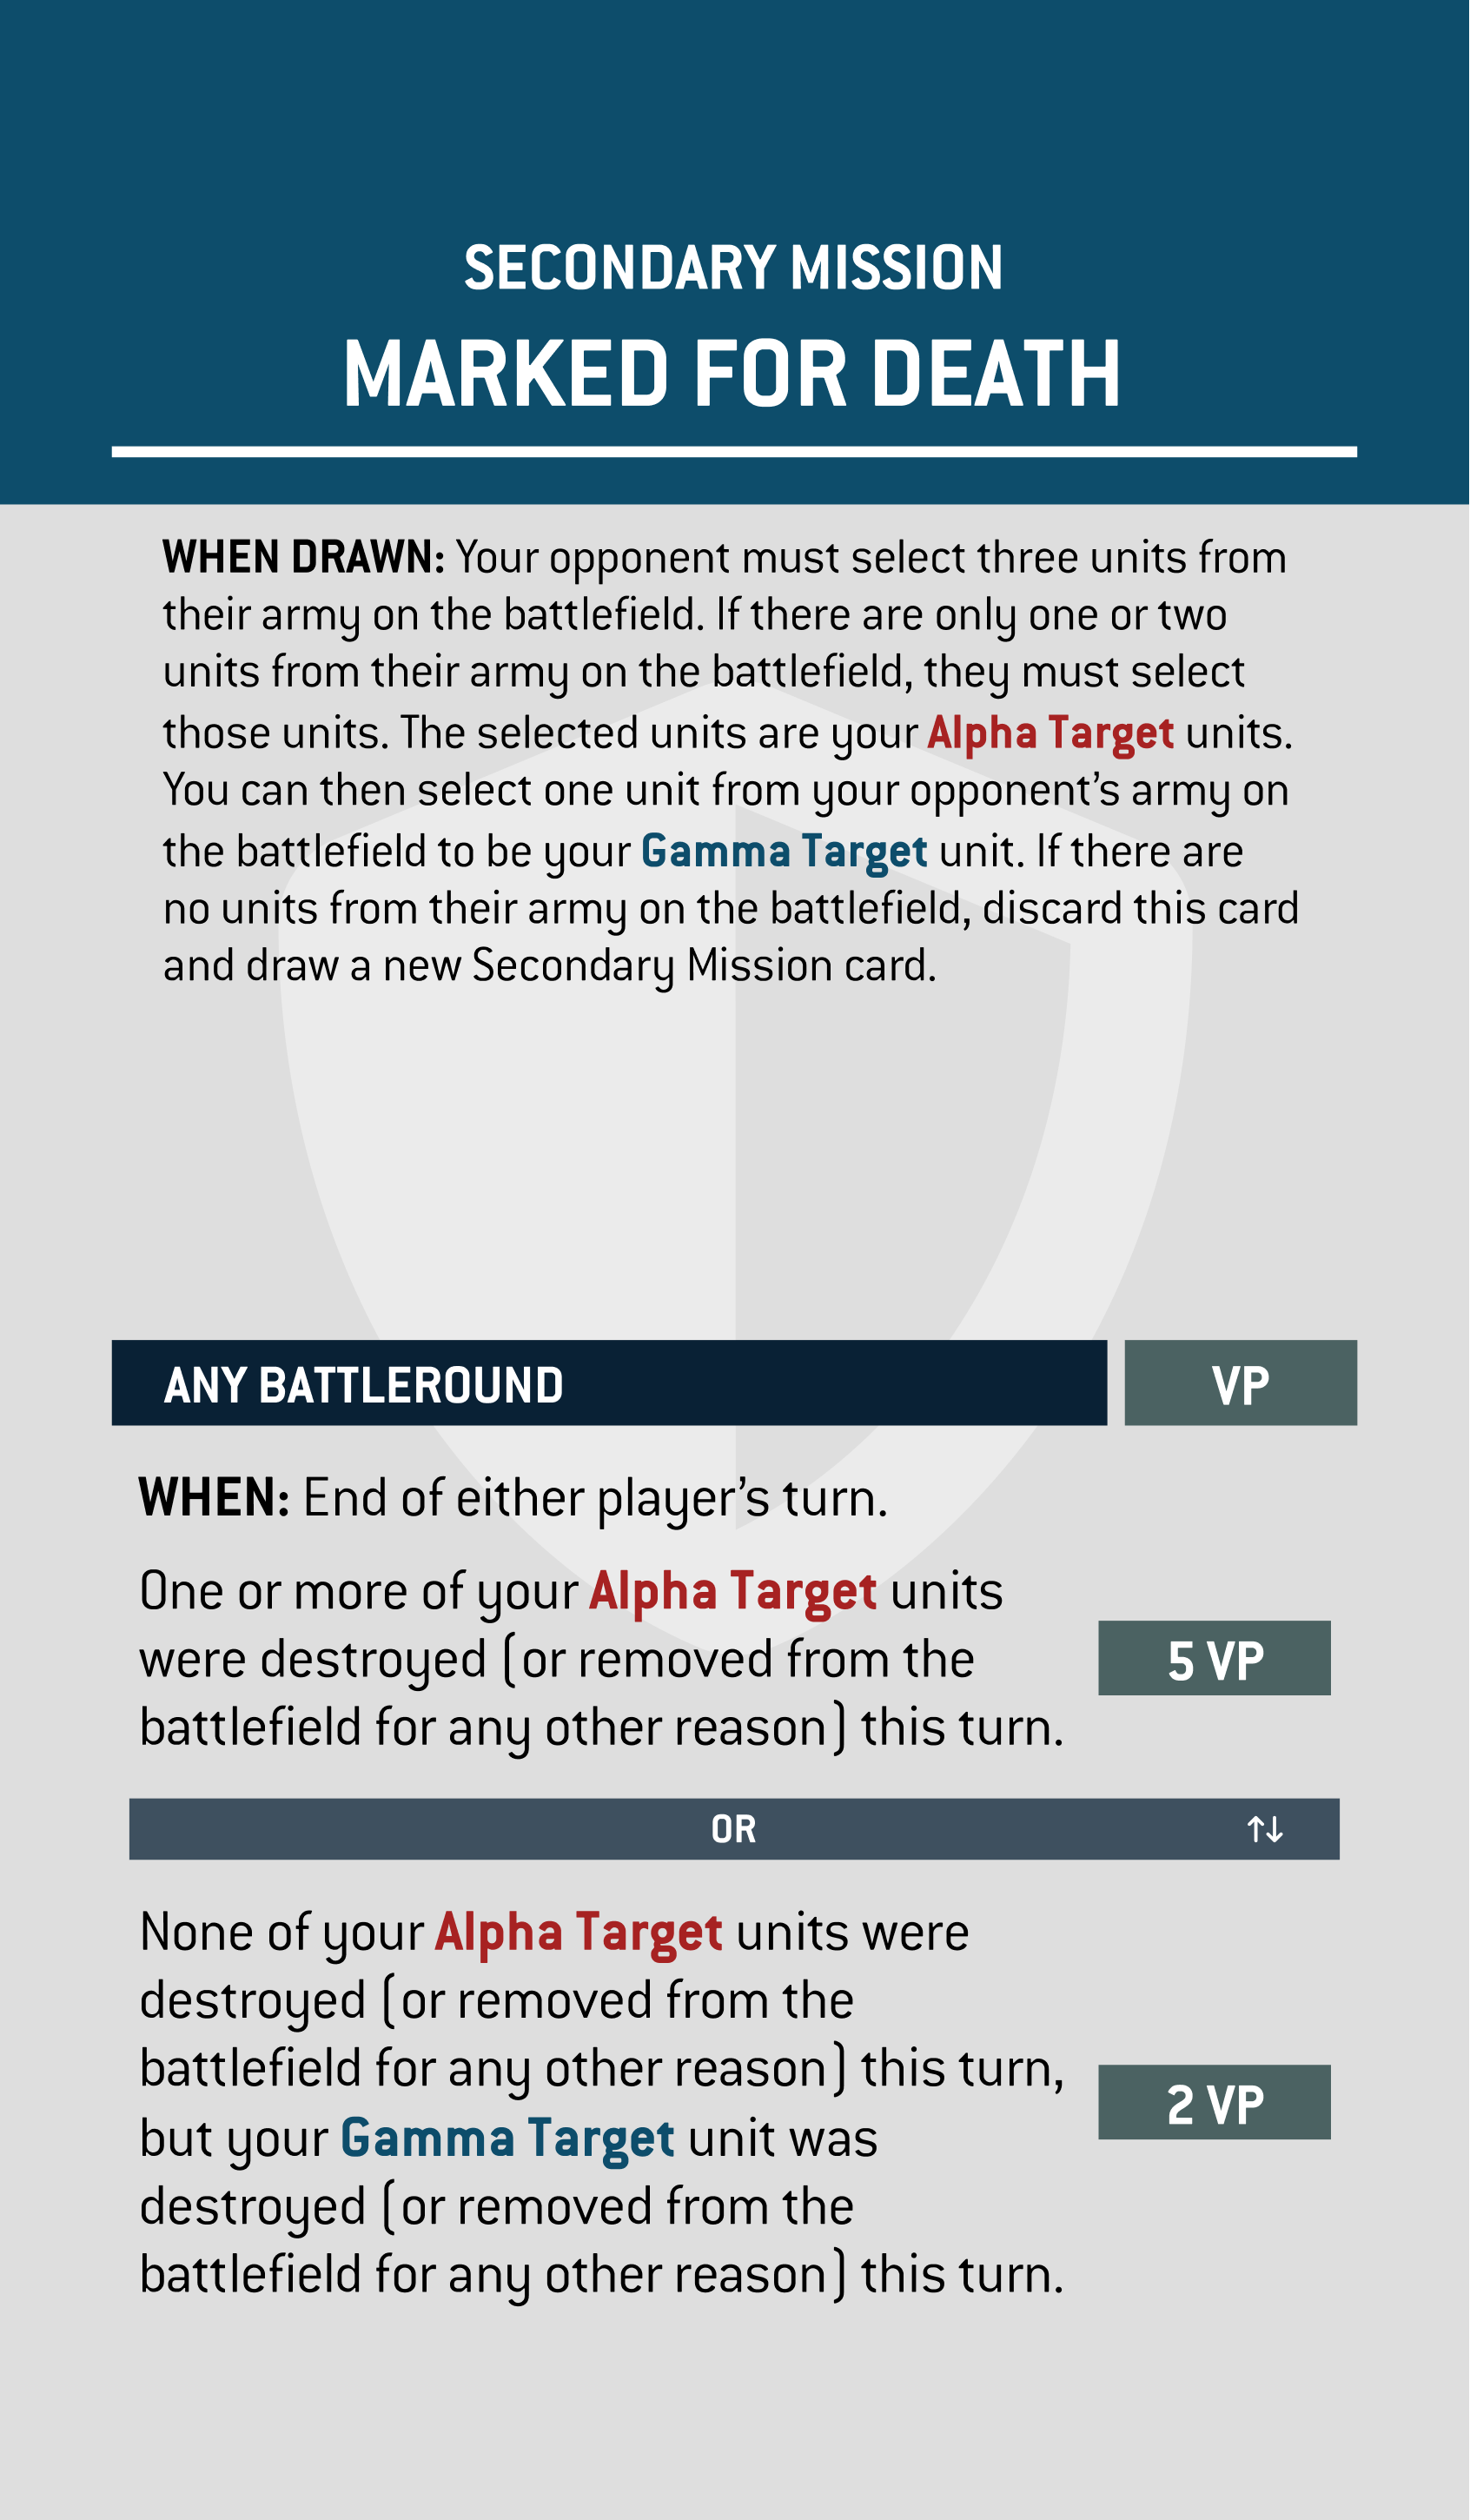 SECONDARY MISSION
MARKED FOR DEATH
WHEN DRAWN: Your opponent must select three units from
their army on the battlefield. If there are only one or two
units from their army on the battlefield, they must select
those units. The selected units are your Alpha Target units.
You can then select one unit from your opponent’s army on
the battlefield to be your Gamma Target unit. If there are
no units from their army on the battlefield, discard this card
and draw a new Secondary Mission card.
ANY BATTLEROUND VP
WHEN: End of either player’s turn.
One or more of your Alpha Target units
were destroyed (or removed from the
battlefield for any other reason) this turn.
5 VP
OR ↑↓
None of your Alpha Target units were
destroyed (or removed from the
battlefield for any other reason) this turn,
but your Gamma Target unit was
destroyed (or removed from the
battlefield for any other reason) this turn.
2 VP